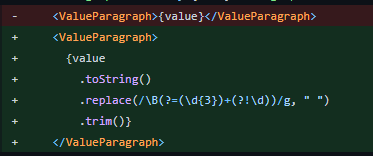 - <ValueParagraph>{value}</ValueParagraph>
+ <ValueParagraph>
+ {value
+ .toString()
+ .replace(/\B(?=(\d{3})+(?!\d))/g, " ")
+ .trim()}
+ </ValueParagraph>